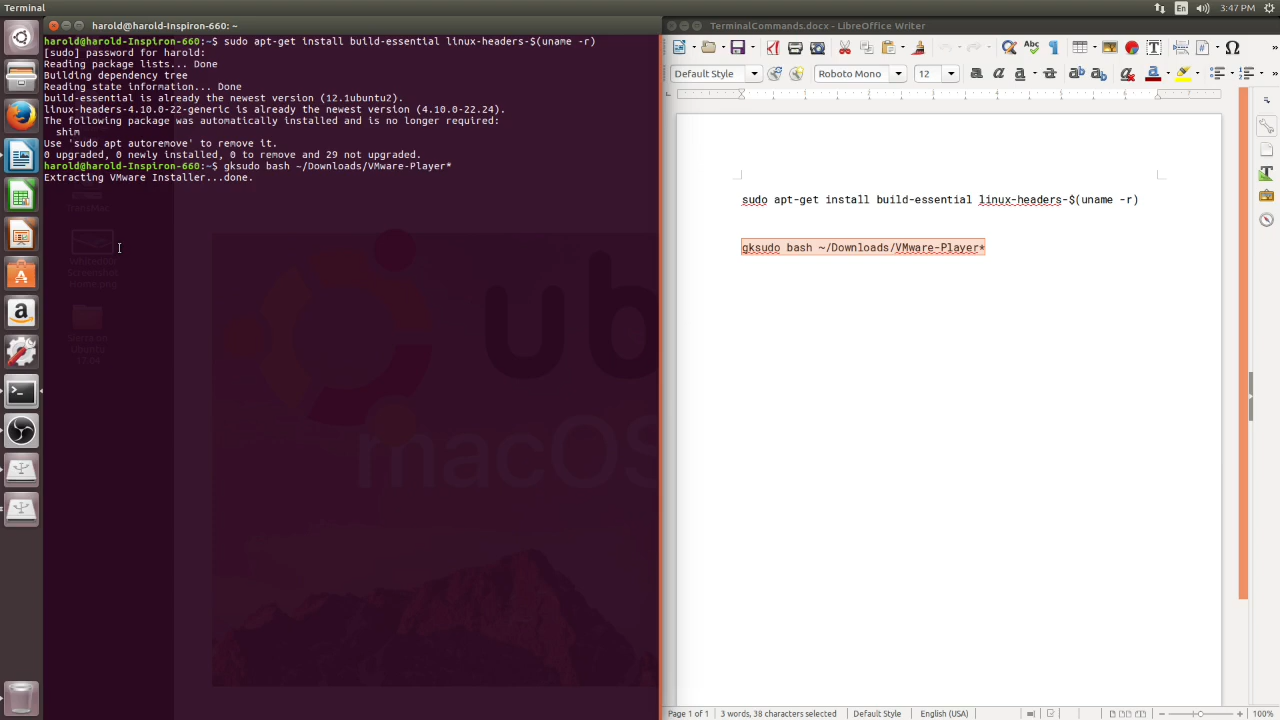 Terminal
En
3:47 PM
harold@harold-Inspiron-660: ~
harold@harold-Inspiron-660:~$ sudo apt-get install build-essential linux-headers-$(uname -r)
[sudo] password for harold:
Reading package lists... Done
Building dependency tree
Reading state information... Done
build-essential is already the newest version (12.1ubuntu2).
linux-headers-4.10.0-22-generic is already the newest version (4.10.0-22.24).
The following package was automatically installed and is no longer required:
shim
Use 'sudo apt autoremove' to remove it.
0 upgraded, 0 newly installed, 0 to remove and 29 not upgraded.
harold@harold-Inspiron-660:~$ gksudo bash ~/Downloads/VMware-Player*
Extracting VMware Installer...done.
ub
macOS
TerminalCommands.docx - LibreOffice Writer
Default Style
Roboto Mono
12
sudo apt-get install build-essential linux-headers-$(uname -r)
gksudo bash ~/Downloads/VMware-Player*
Page 1 of 1
3 words, 38 characters selected
Default Style
English (USA)
100%